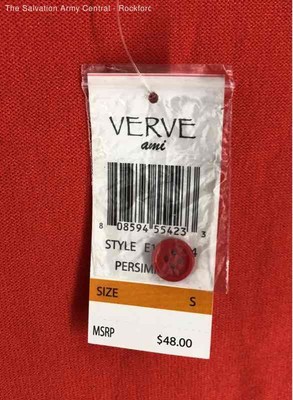 The Salvation Army Central - Rockford
VERVE
ami
8 08594 55423 3
STYLE
SIZE S
MSRP $48.00